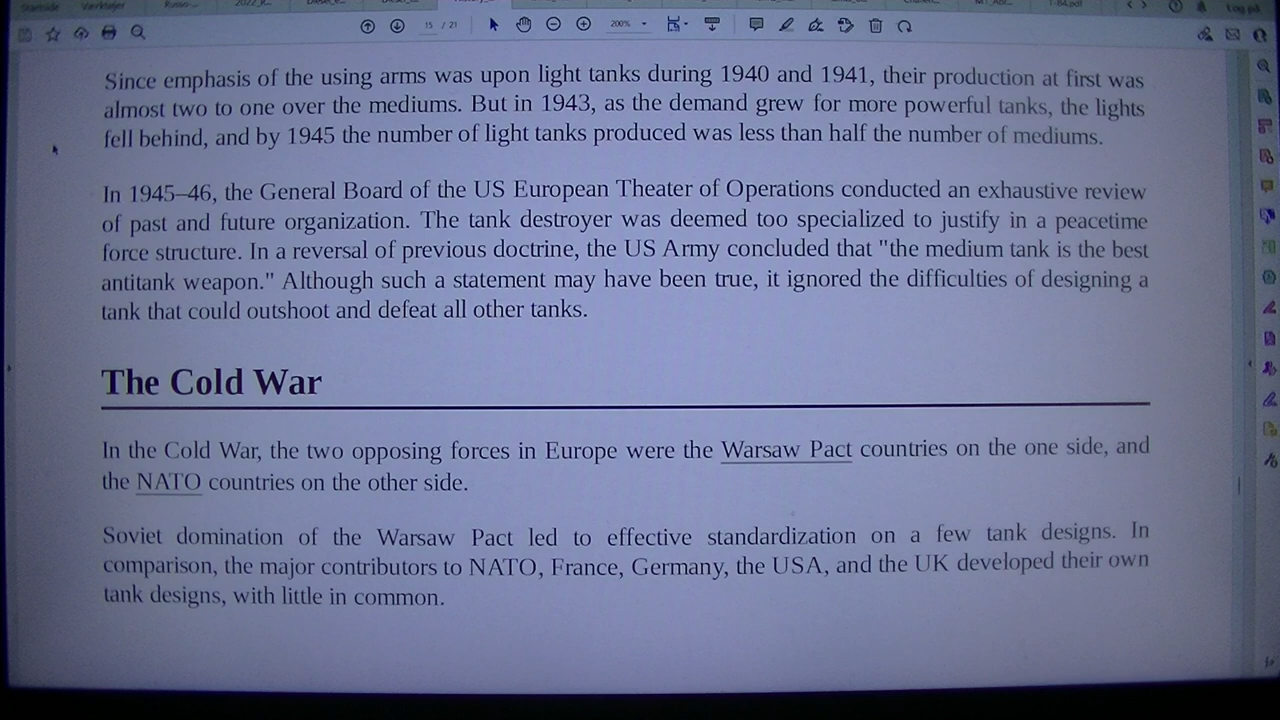 Startside Værktøjer
15 / 21
200%
Log på
Since emphasis of the using arms was upon light tanks during 1940 and 1941, their production at first was
almost two to one over the mediums. But in 1943, as the demand grew for more powerful tanks, the lights
fell behind, and by 1945 the number of light tanks produced was less than half the number of mediums.
In 1945–46, the General Board of the US European Theater of Operations conducted an exhaustive review
of past and future organization. The tank destroyer was deemed too specialized to justify in a peacetime
force structure. In a reversal of previous doctrine, the US Army concluded that "the medium tank is the best
antitank weapon." Although such a statement may have been true, it ignored the difficulties of designing a
tank that could outshoot and defeat all other tanks.
The Cold War
In the Cold War, the two opposing forces in Europe were the Warsaw Pact countries on the one side, and
the NATO countries on the other side.
Soviet domination of the Warsaw Pact led to effective standardization on a few tank designs. In
comparison, the major contributors to NATO, France, Germany, the USA, and the UK developed their own
tank designs, with little in common.